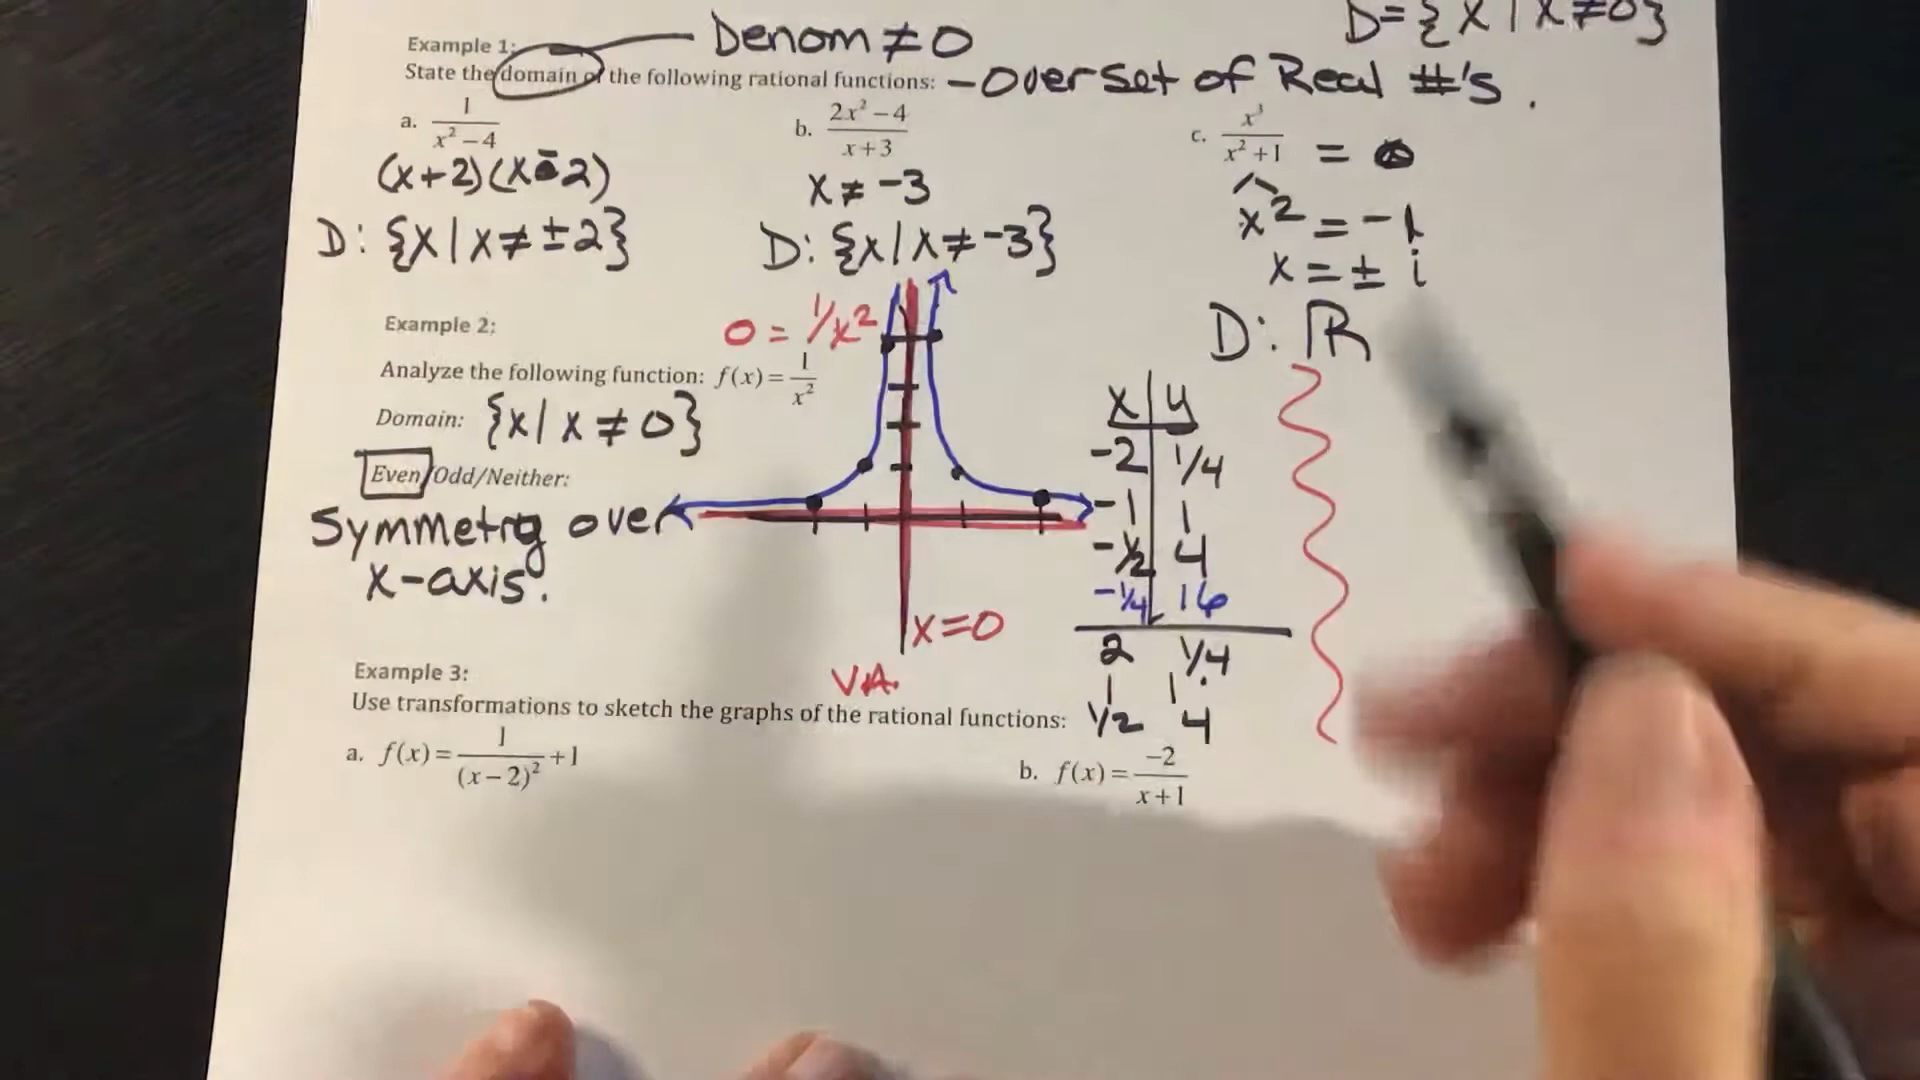 D={x|x≠0}
Example 1: Denom≠0
State the domain of the following rational functions: -Over Set of Real #'s.
a. 1/(x²-4) b. (2x²-4)/(x+3) c. x³/(x²+1) = 0
(x+2)(x-2) x≠-3 x²=-1
x=±i
D: {x|x≠±2} D: {x|x≠-3} D: ℝ
Example 2:
0=1/x²
Analyze the following function: f(x)=1/x²
Domain: {x|x≠0}
Even/Odd/Neither:
Symmetry over
x-axis.
x=0
V.A.
x|y
-2 1/4
-1 1
-1/2 4
-1/4 16
2 1/4
1 1
1/2 4
Example 3:
Use transformations to sketch the graphs of the rational functions:
a. f(x)=1/(x-2)²+1 b. f(x)=-2/(x+1)